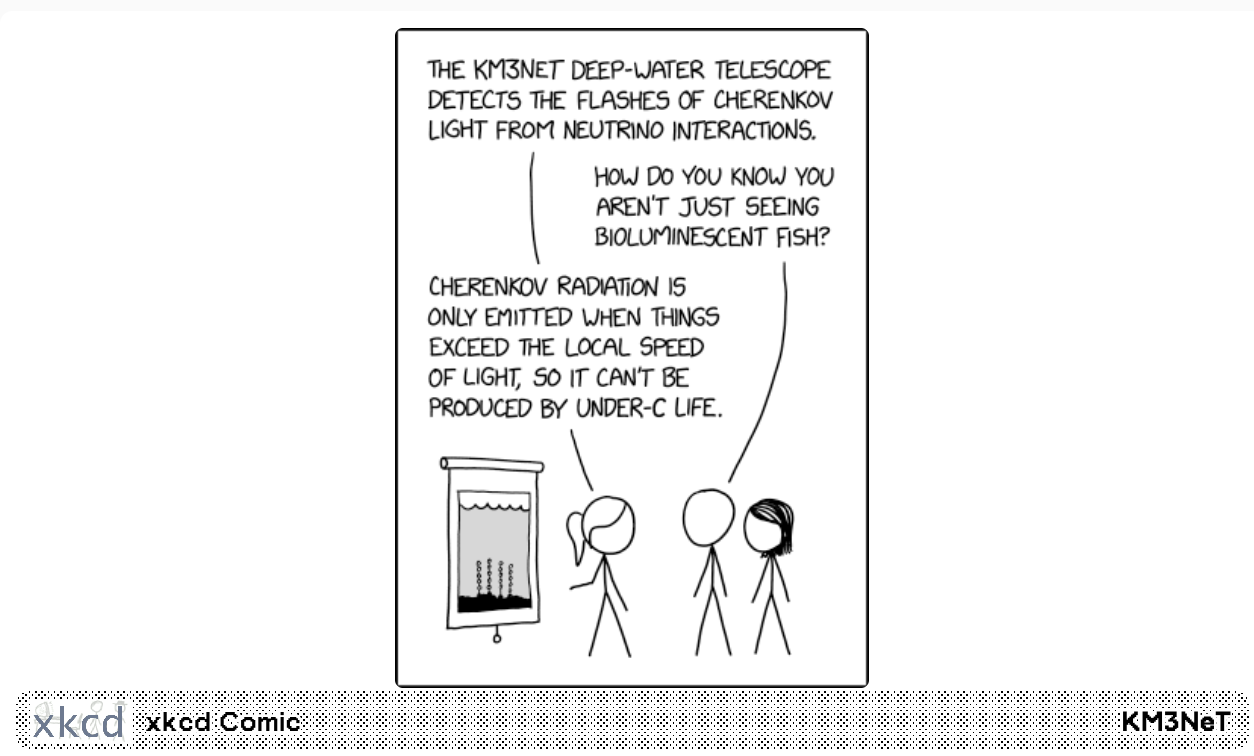 THE KM3NET DEEP-WATER TELESCOPE
DETECTS THE FLASHES OF CHERENKOV
LIGHT FROM NEUTRINO INTERACTIONS.
HOW DO YOU KNOW YOU
AREN'T JUST SEEING
BIOLUMINESCENT FISH?
CHERENKOV RADIATION IS
ONLY EMITTED WHEN THINGS
EXCEED THE LOCAL SPEED
OF LIGHT, SO IT CAN'T BE
PRODUCED BY UNDER-C LIFE.
xkcd xkcd Comic KM3NeT